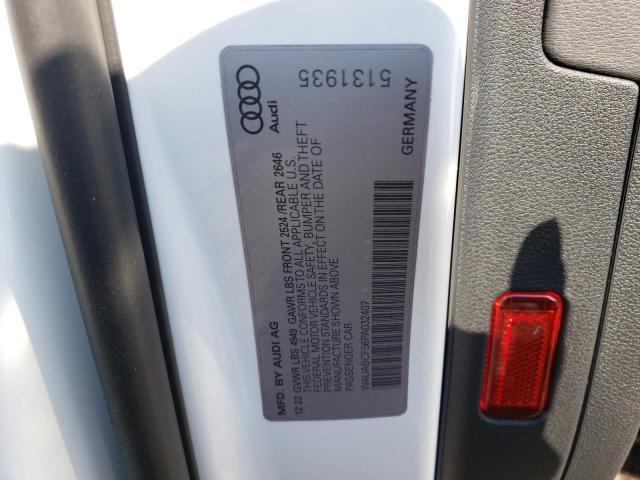 Audi
5131935
MFD. BY AUDI AG
GERMANY
12.22 GVWR LBS 4949 GAWR LBS FRONT 2524 /REAR 2646
THIS VEHICLE CONFORMS TO ALL APPLICABLE U.S.
FEDERAL MOTOR VEHICLE SAFETY, BUMPER AND THEFT
PREVENTION STANDARDS IN EFFECT ON THE DATE OF
MANUFACTURE SHOWN ABOVE
PASSENGER CAR